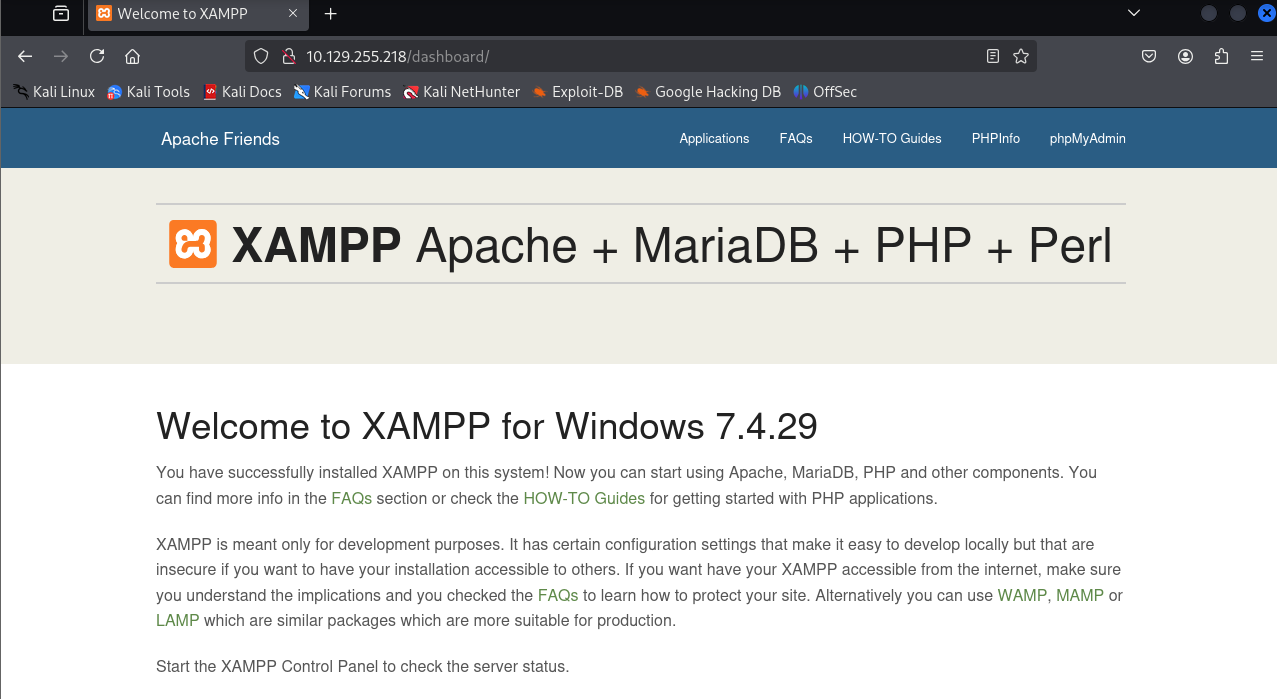 Welcome to XAMPP
10.129.255.218/dashboard/
Kali Linux Kali Tools Kali Docs Kali Forums Kali NetHunter Exploit-DB Google Hacking DB OffSec
Apache Friends Applications FAQs HOW-TO Guides PHPInfo phpMyAdmin
XAMPP Apache + MariaDB + PHP + Perl
Welcome to XAMPP for Windows 7.4.29
You have successfully installed XAMPP on this system! Now you can start using Apache, MariaDB, PHP and other components. You
can find more info in the FAQs section or check the HOW-TO Guides for getting started with PHP applications.
XAMPP is meant only for development purposes. It has certain configuration settings that make it easy to develop locally but that are
insecure if you want to have your installation accessible to others. If you want have your XAMPP accessible from the internet, make sure
you understand the implications and you checked the FAQs to learn how to protect your site. Alternatively you can use WAMP, MAMP or
LAMP which are similar packages which are more suitable for production.
Start the XAMPP Control Panel to check the server status.